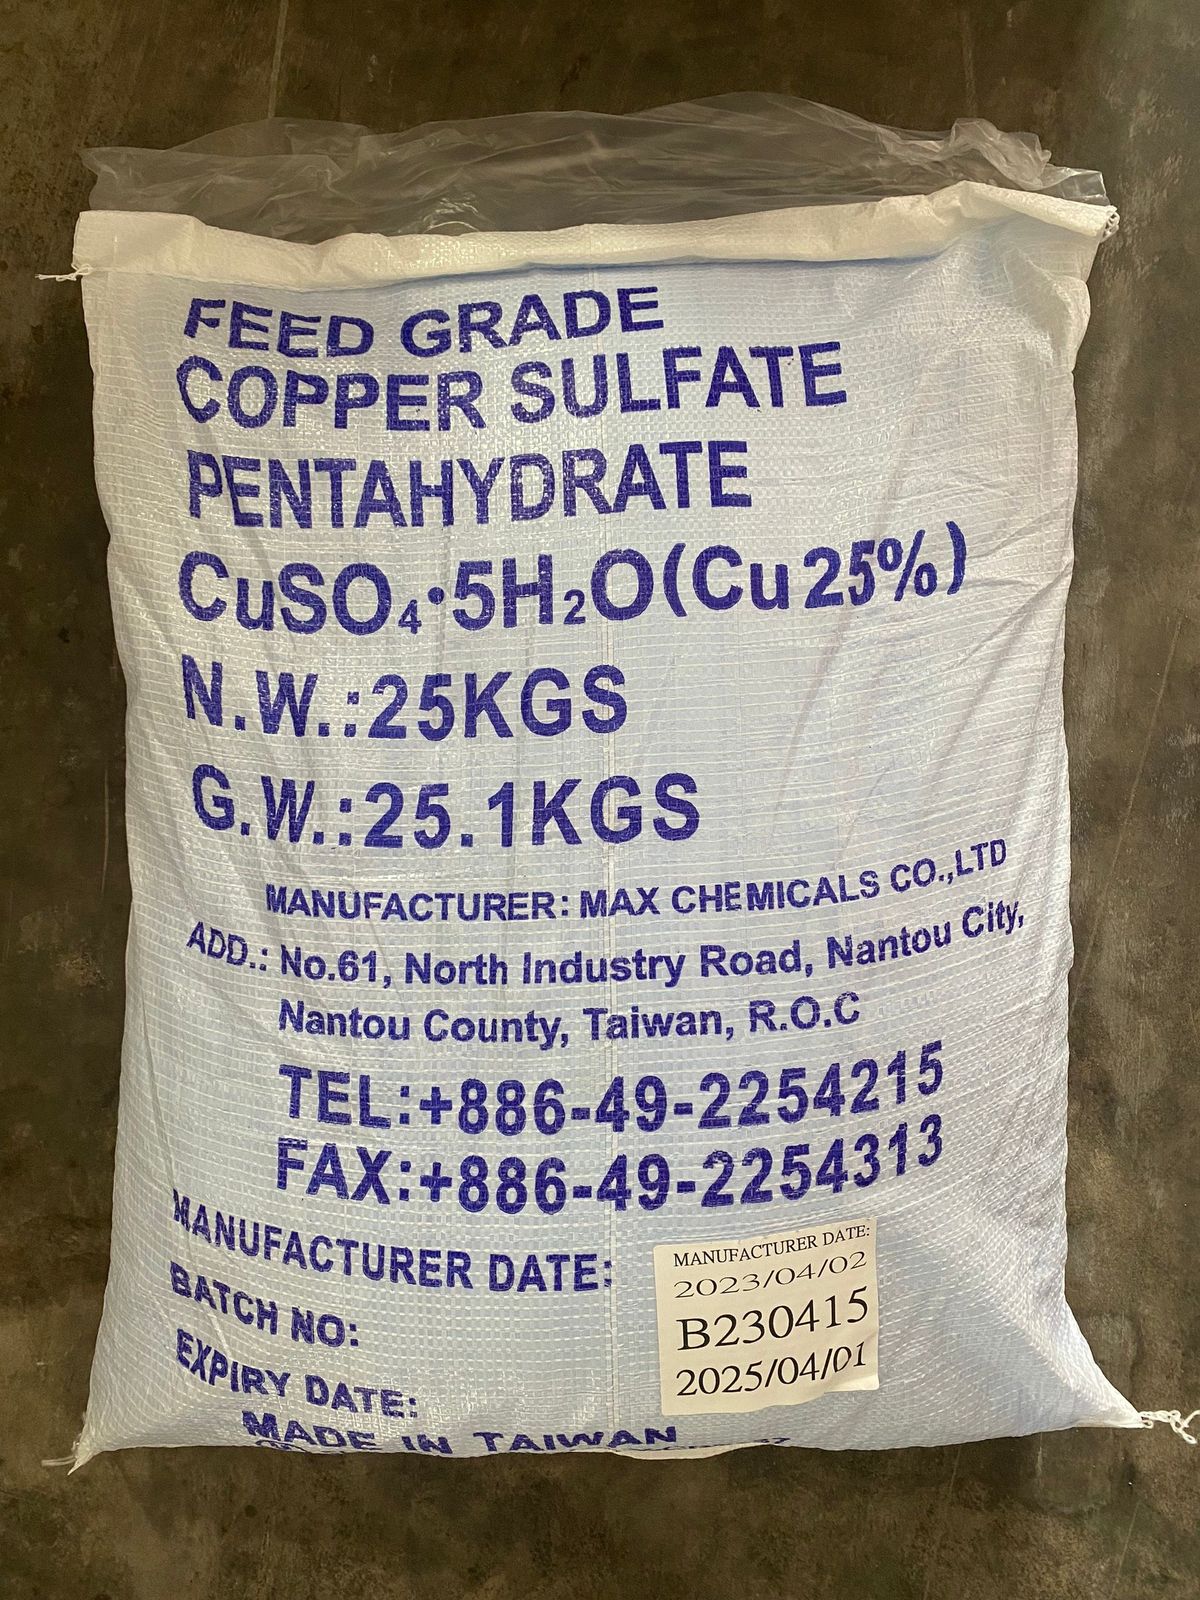 FEED GRADE
COPPER SULFATE
PENTAHYDRATE
CuSO₄·5H₂O(Cu 25%)
N.W.:25KGS
G.W.:25.1KGS
MANUFACTURER: MAX CHEMICALS CO.,LTD
ADD.: No.61, North Industry Road, Nantou City,
Nantou County, Taiwan, R.O.C
TEL:+886-49-2254215
FAX:+886-49-2254313
MANUFACTURER DATE:
BATCH NO:
EXPIRY DATE:
MANUFACTURER DATE:
2023/04/02
B230415
2025/04/01
MADE IN TAIWAN